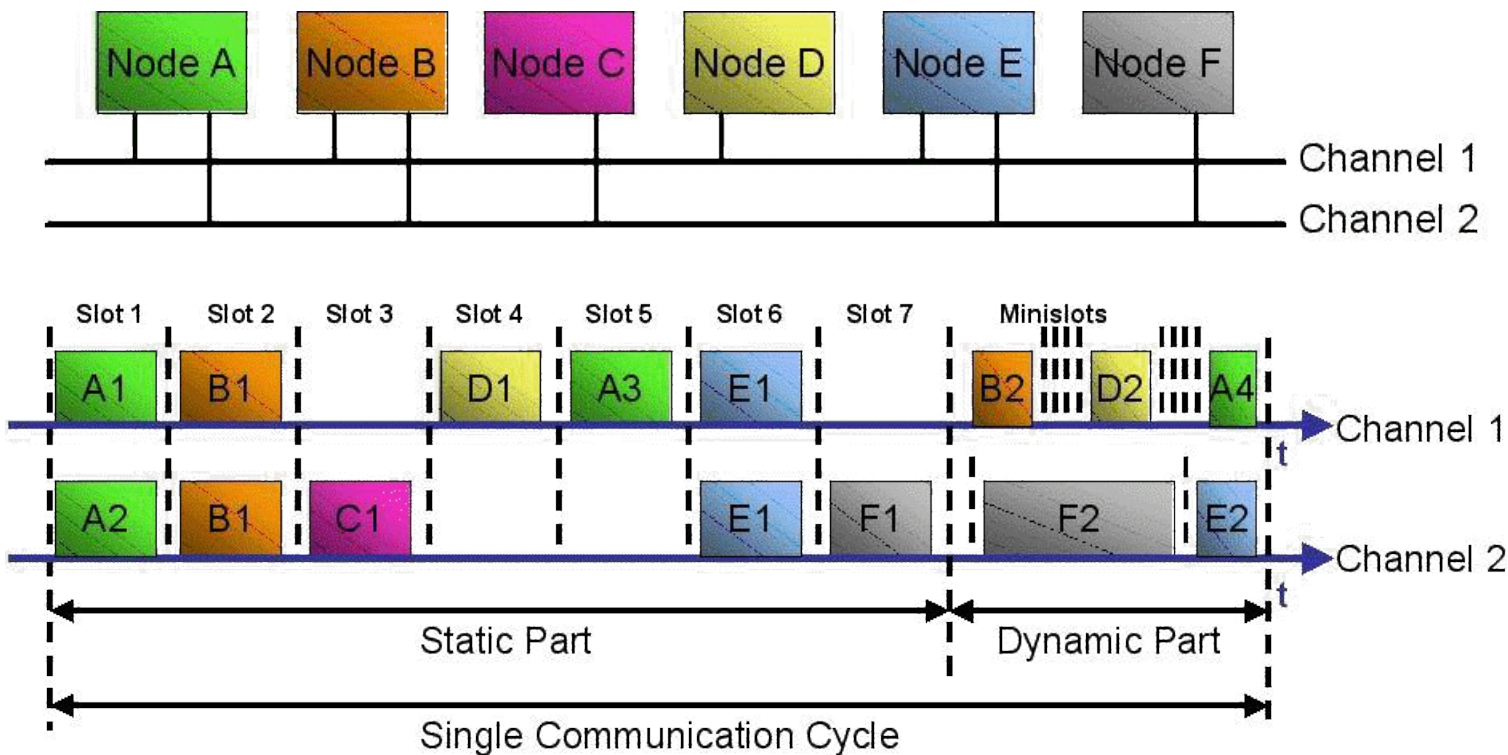 Node A Node B Node C Node D Node E Node F
Channel 1
Channel 2
Slot 1 Slot 2 Slot 3 Slot 4 Slot 5 Slot 6 Slot 7 Minislots
A1 B1 D1 A3 E1 B2 D2 A4
Channel 1
t
A2 B1 C1 E1 F1 F2 E2
Channel 2
t
Static Part Dynamic Part
Single Communication Cycle